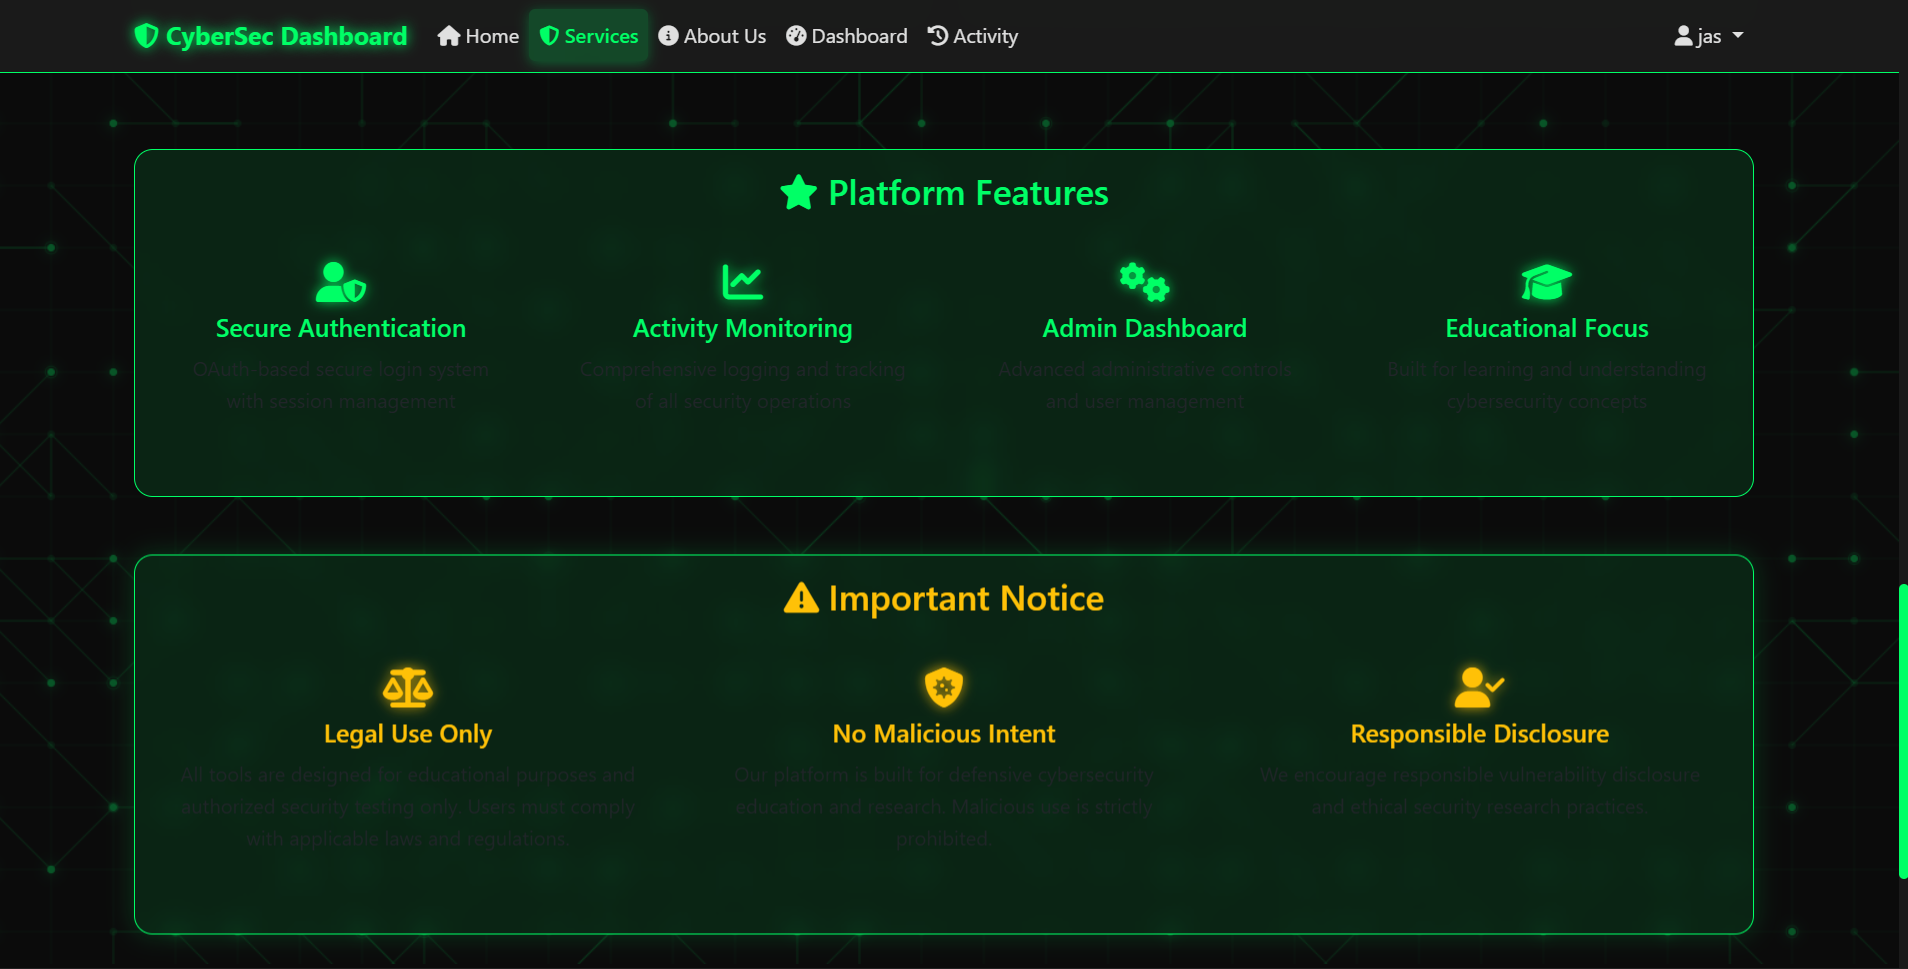 CyberSec Dashboard Home Services About Us Dashboard Activity jas
Platform Features
Secure Authentication
OAuth-based secure login system
with session management
Activity Monitoring
Comprehensive logging and tracking
of all security operations
Admin Dashboard
Advanced administrative controls
and user management
Educational Focus
Built for learning and understanding
cybersecurity concepts
Important Notice
Legal Use Only
All tools are designed for educational purposes and
authorized security testing only. Users must comply
with applicable laws and regulations.
No Malicious Intent
Our platform is built for defensive cybersecurity
education and research. Malicious use is strictly
prohibited.
Responsible Disclosure
We encourage responsible vulnerability disclosure
and ethical security research practices.